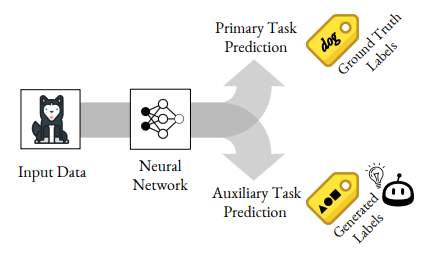 Primary Task
Prediction
dog
Ground Truth
Labels
Input Data
Neural
Network
Auxiliary Task
Prediction
Generated
Labels